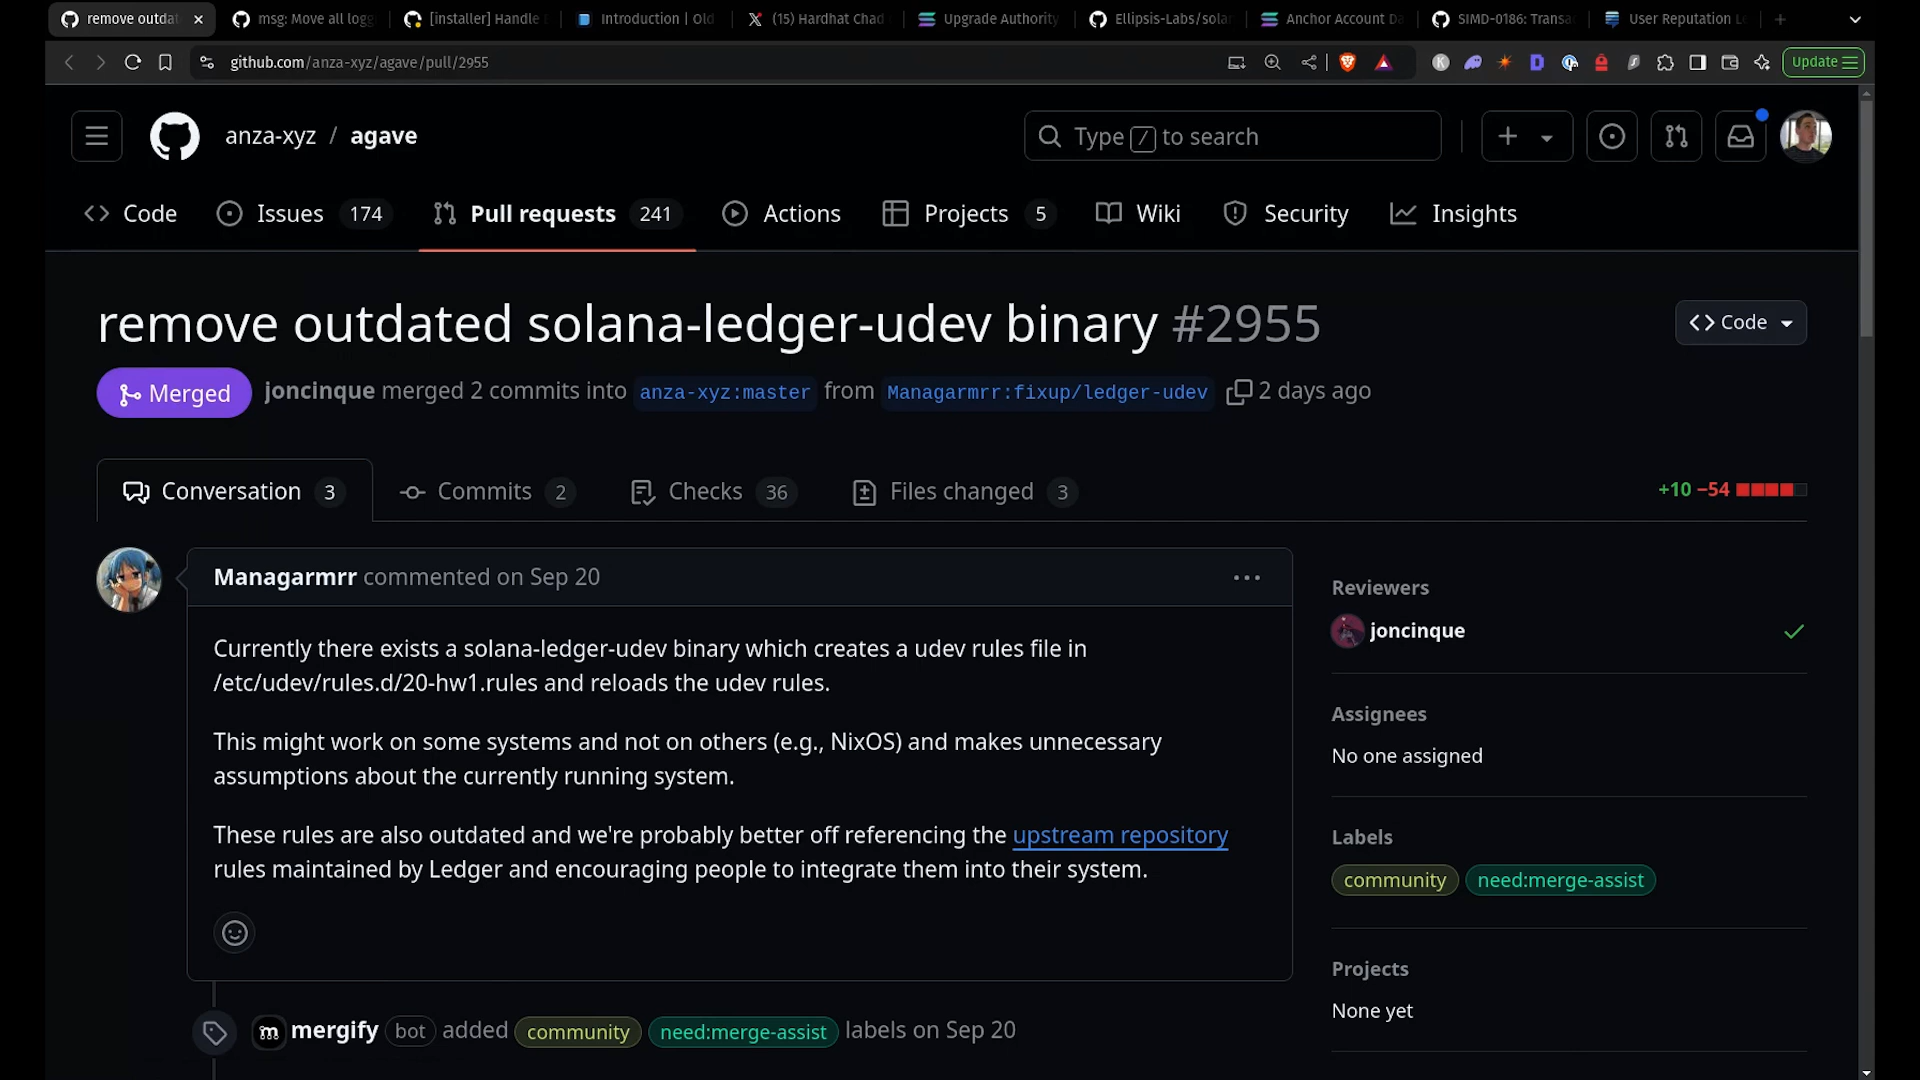 remove outda
msg: Move all logg
[installer] Handle
Introduction | Old
(15) Hardhat Chad
Upgrade Authority
Ellipsis-Labs/sola
Anchor Account Da
SIMD-0186: Transa
User Reputation L
github.com/anza-xyz/agave/pull/2955
Update
anza-xyz / agave
Type / to search
Code
Issues 174
Pull requests 241
Actions
Projects 5
Wiki
Security
Insights
remove outdated solana-ledger-udev binary #2955
Code
Merged joncinque merged 2 commits into anza-xyz:master from Managarmrr:fixup/ledger-udev 2 days ago
Conversation 3
Commits 2
Checks 36
Files changed 3
+10 −54
Managarmrr commented on Sep 20
Currently there exists a solana-ledger-udev binary which creates a udev rules file in
/etc/udev/rules.d/20-hw1.rules and reloads the udev rules.
This might work on some systems and not on others (e.g., NixOS) and makes unnecessary
assumptions about the currently running system.
These rules are also outdated and we're probably better off referencing the upstream repository
rules maintained by Ledger and encouraging people to integrate them into their system.
mergify bot added community need:merge-assist labels on Sep 20
Reviewers
joncinque
Assignees
No one assigned
Labels
community need:merge-assist
Projects
None yet